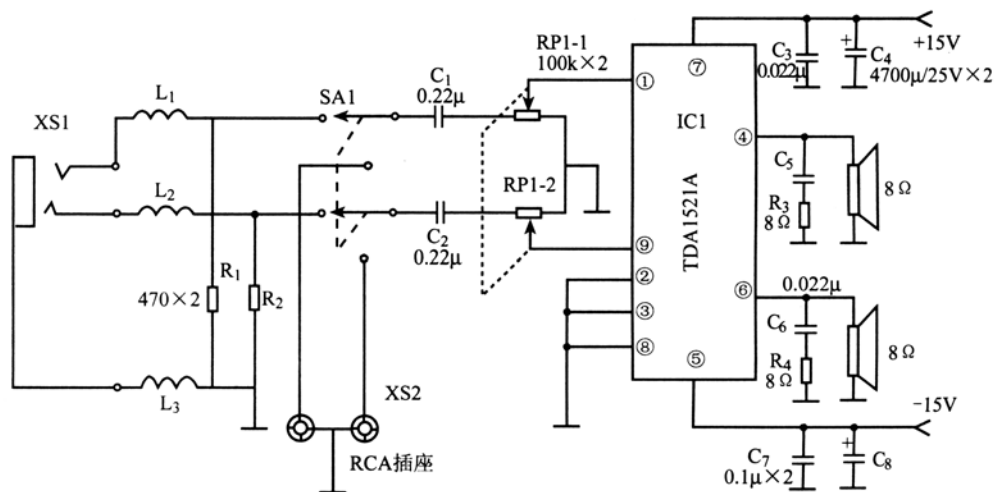 XS1
L₁
L₂
L₃
R₁
470×2
R₂
SA1
C₁
0.22μ
C₂
0.22μ
RP1-1
100k×2
RP1-2
XS2
RCA插座
①
⑨
②
③
⑧
⑦
IC1
TDA1521A
④
⑥
⑤
C₃
0.022μ
+
C₄
4700μ/25V×2
+15V
C₅
R₃
8Ω
8Ω
0.022μ
C₆
R₄
8Ω
8Ω
−15V
C₇
0.1μ×2
+
C₈